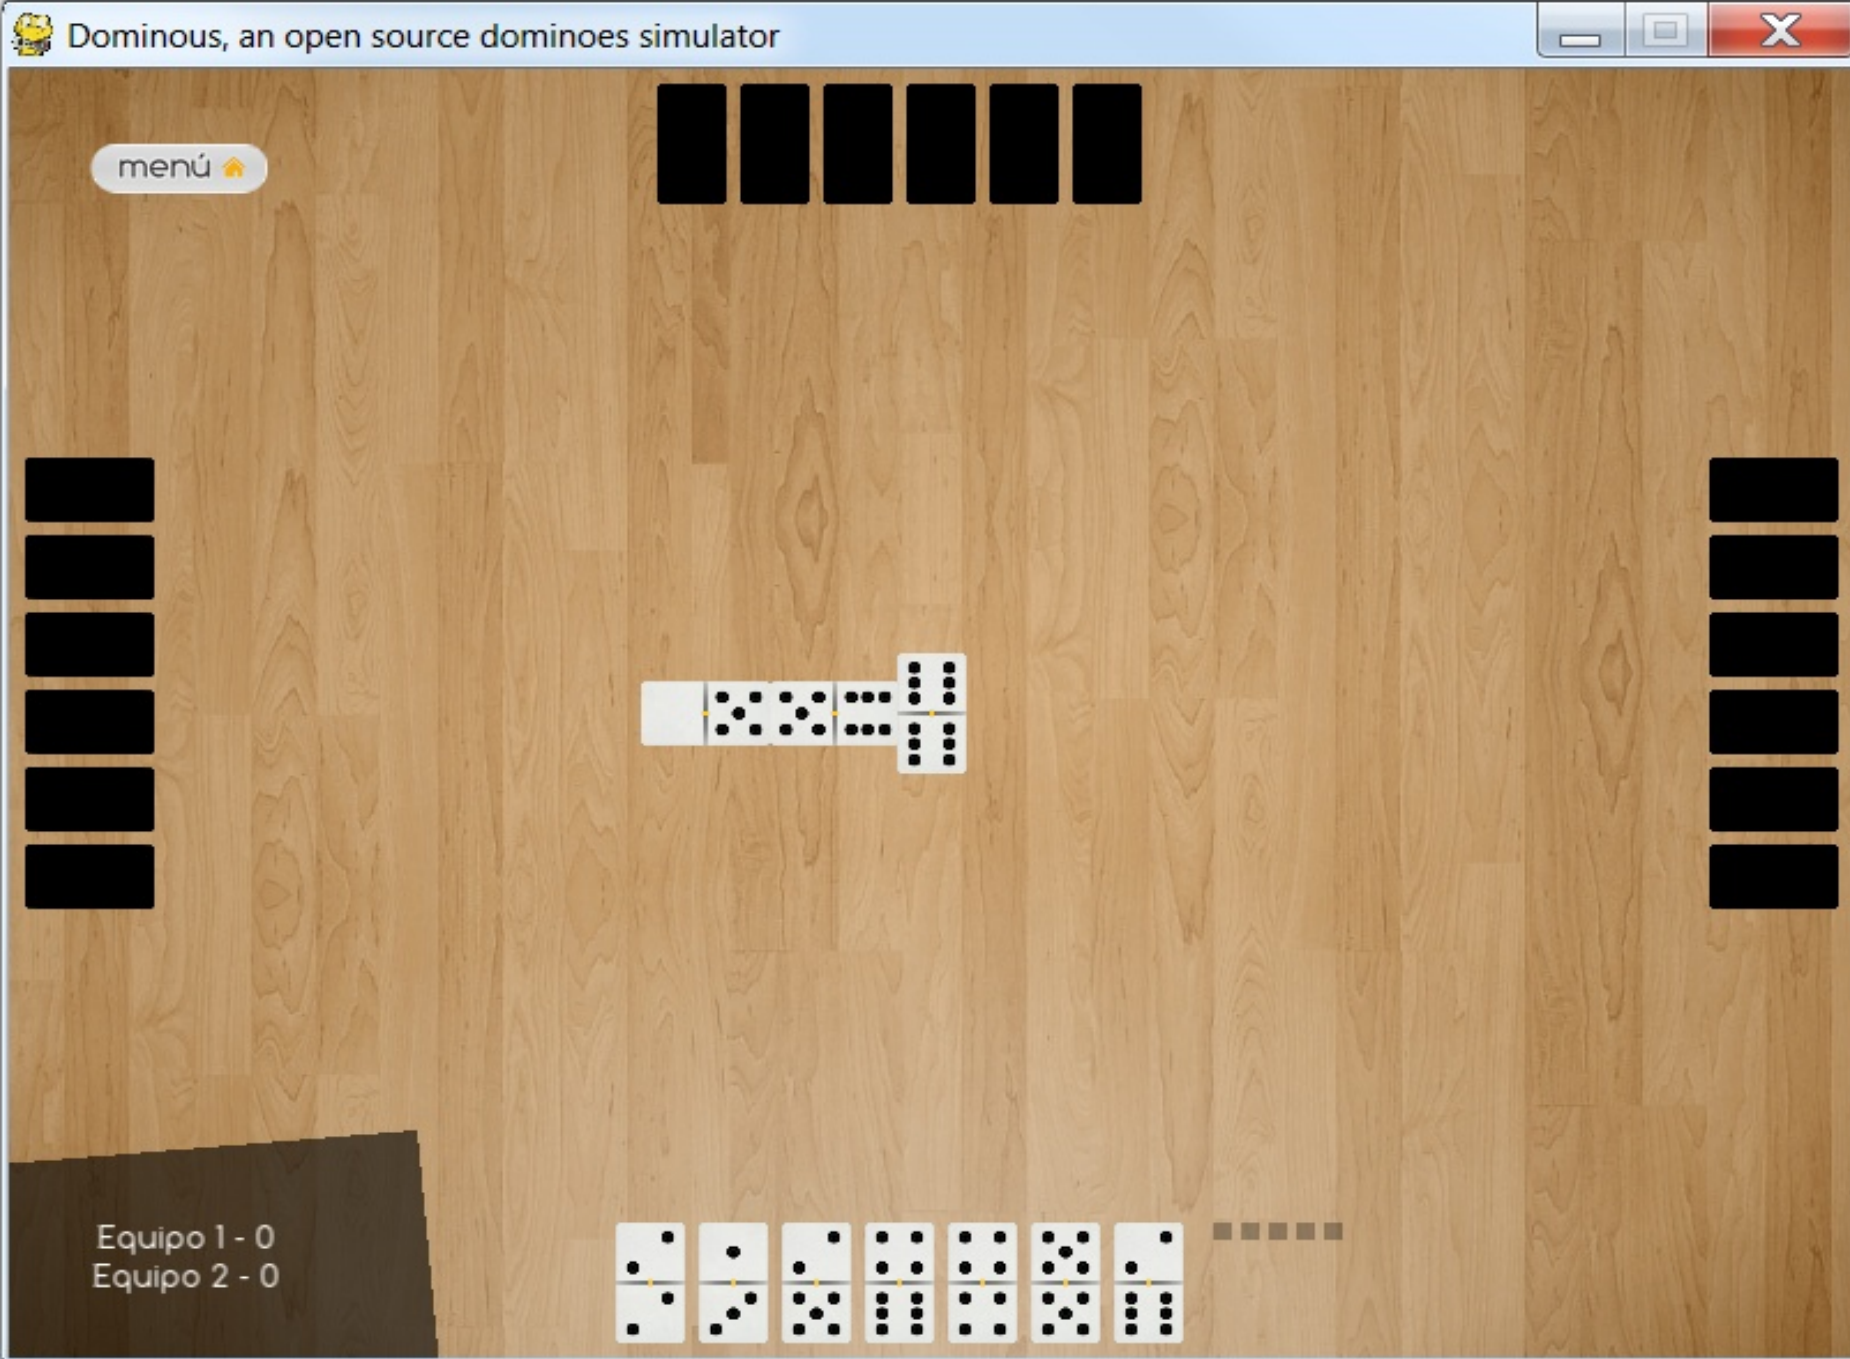 Dominous, an open source dominoes simulator
menú
Equipo 1 - 0
Equipo 2 - 0